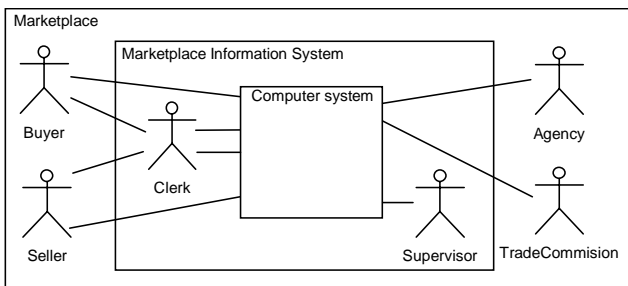 Marketplace
Marketplace Information System
Computer system
Buyer
Agency
Clerk
Seller
Supervisor
TradeCommision